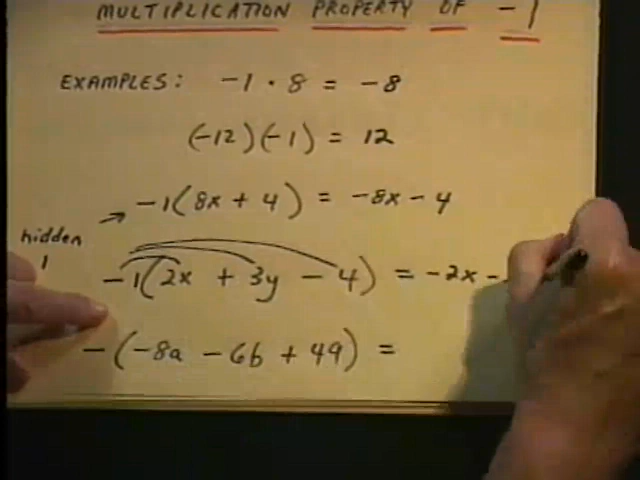 MULTIPLICATION PROPERTY OF -1
EXAMPLES: -1 · 8 = -8
(-12)(-1) = 12
-1(8x + 4) = -8x - 4
hidden
1
-1(2x + 3y - 4) = -2x -
-(-8a - 6b + 49) =